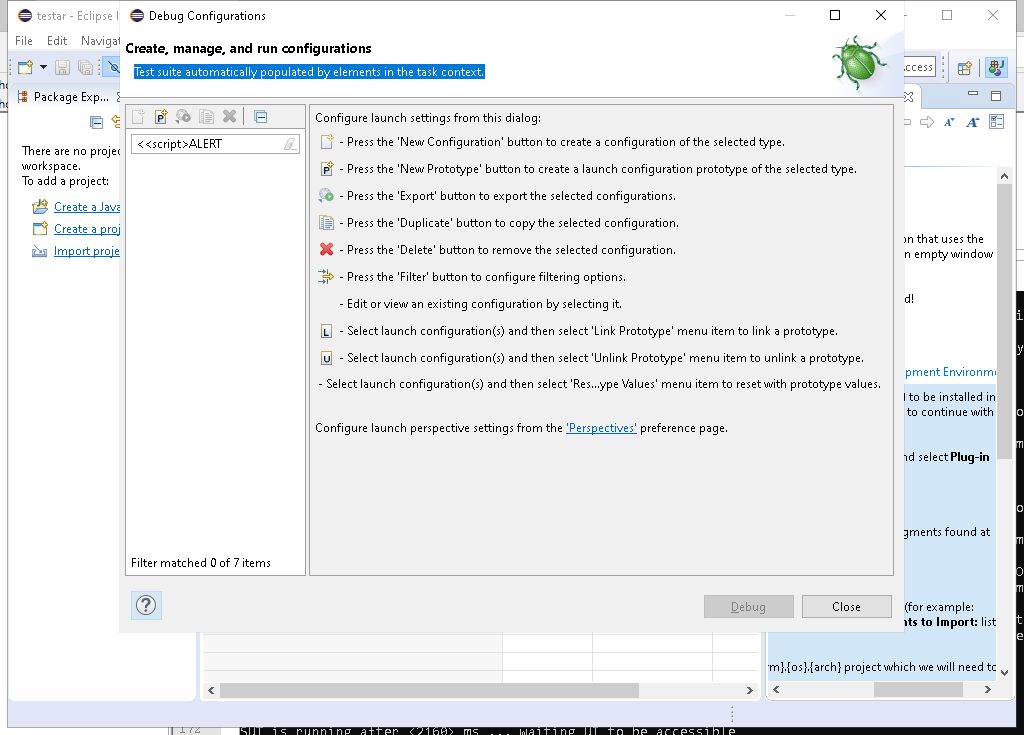 testar - Eclipse I
Debug Configurations
File Edit Navigat
Create, manage, and run configurations
Test suite automatically populated by elements in the task context.
ccess
Package Exp...
<<script>ALERT
Configure launch settings from this dialog:
- Press the 'New Configuration' button to create a configuration of the selected type.
- Press the 'New Prototype' button to create a launch configuration prototype of the selected type.
- Press the 'Export' button to export the selected configurations.
- Press the 'Duplicate' button to copy the selected configuration.
- Press the 'Delete' button to remove the selected configuration.
- Press the 'Filter' button to configure filtering options.
- Edit or view an existing configuration by selecting it.
L - Select launch configuration(s) and then select 'Link Prototype' menu item to link a prototype.
U - Select launch configuration(s) and then select 'Unlink Prototype' menu item to unlink a prototype.
- Select launch configuration(s) and then select 'Res...ype Values' menu item to reset with prototype values.
Configure launch perspective settings from the 'Perspectives' preference page.
Filter matched 0 of 7 items
Debug
Close
There are no projec
workspace.
To add a project:
Create a Java
Create a proj
Import proje
on that uses the
n empty window
d!
pment Environme
to be installed in
to continue with
nd select Plug-in
gments found at
(for example:
nts to Import: list
rm}.{os}.{arch} project which we will need to
172
SUT is running after <2160> ms ... waiting UI to be accessible